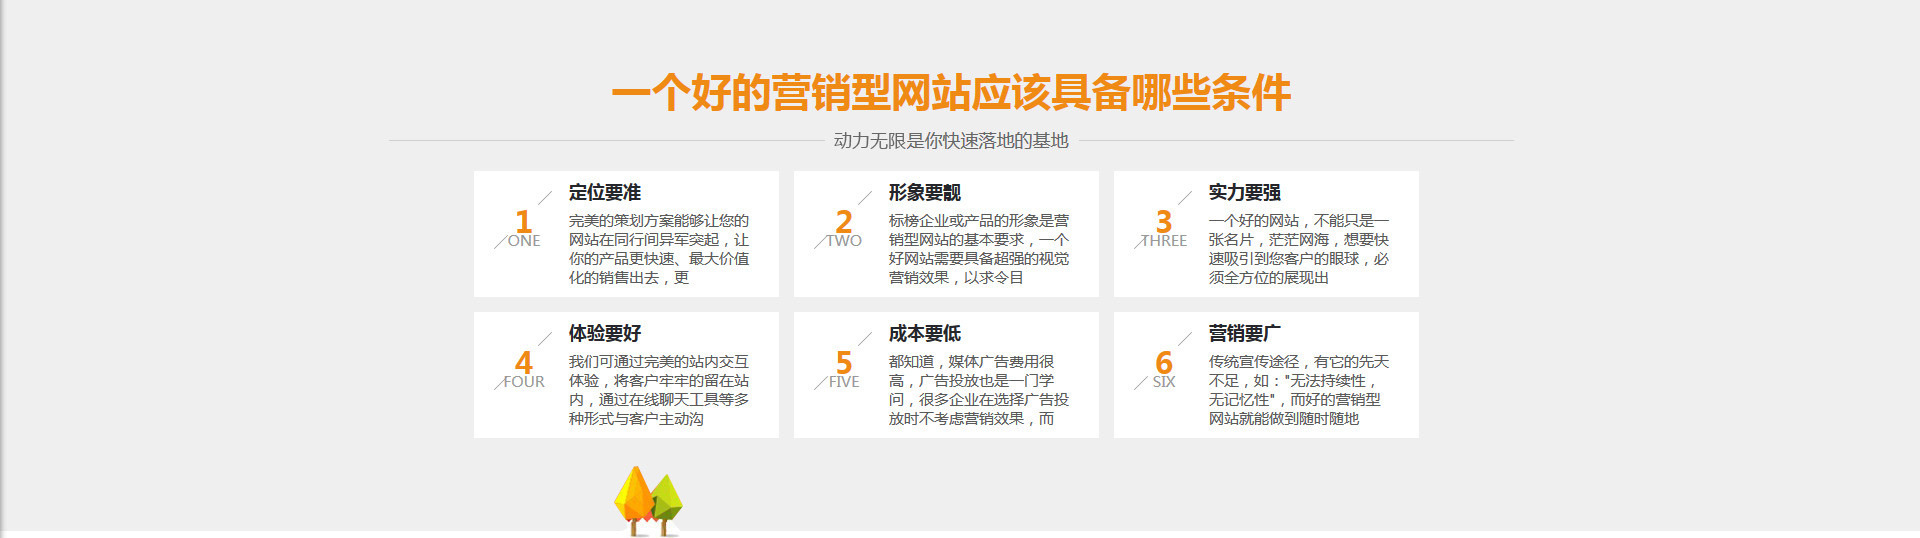 一个好的营销型网站应该具备哪些条件
动力无限是你快速落地的基地
1
ONE
定位要准
完美的策划方案能够让您的
网站在同行间异军突起，让
你的产品更快速、最大价值
化的销售出去，更
2
TWO
形象要靓
标榜企业或产品的形象是营
销型网站的基本要求，一个
好网站需要具备超强的视觉
营销效果，以求令目
3
THREE
实力要强
一个好的网站，不能只是一
张名片，茫茫网海，想要快
速吸引到您客户的眼球，必
须全方位的展现出
4
FOUR
体验要好
我们可通过完美的站内交互
体验，将客户牢牢的留在站
内，通过在线聊天工具等多
种形式与客户主动沟
5
FIVE
成本要低
都知道，媒体广告费用很
高，广告投放也是一门学
问，很多企业在选择广告投
放时不考虑营销效果，而
6
SIX
营销要广
传统宣传途径，有它的先天
不足，如："无法持续性，
无记忆性"，而好的营销型
网站就能做到随时随地